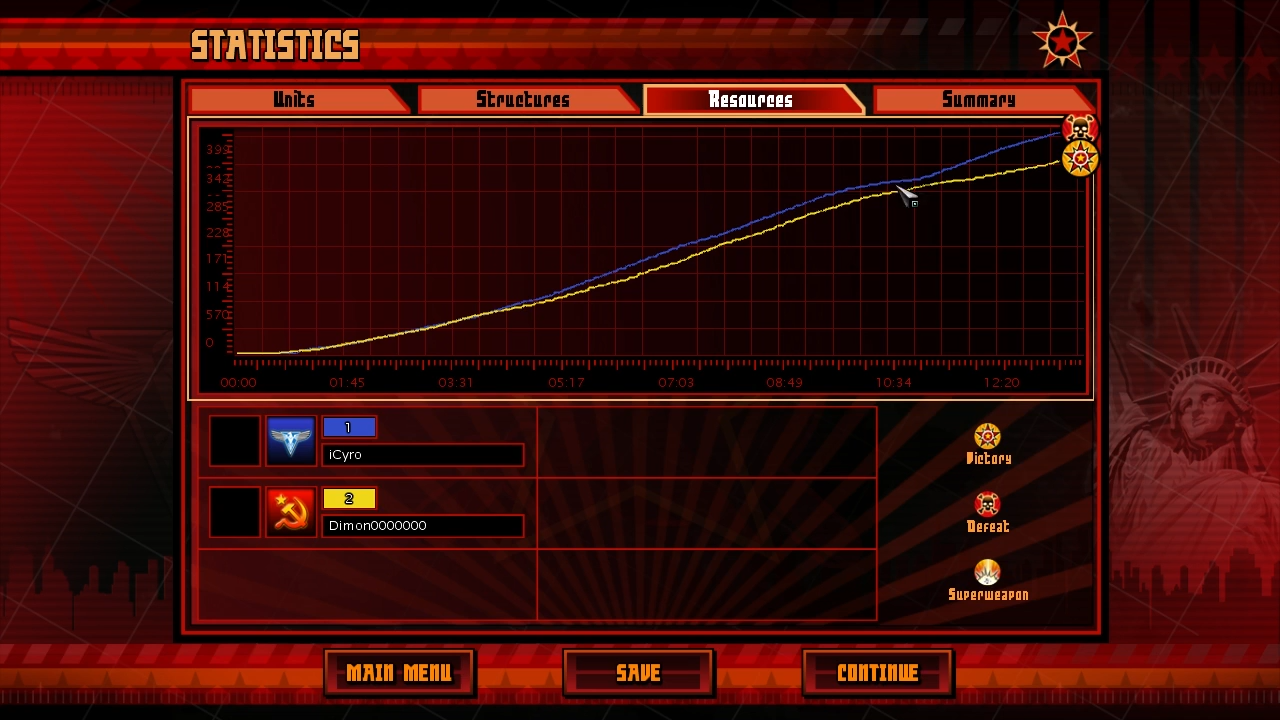 STATISTICS
Units
Structures
Resources
Summary
399
342
285
228
171
114
570
0
00:00
01:45
03:31
05:17
07:03
08:49
10:34
12:20
1
iCyro
2
Dimon0000000
Victory
Defeat
Superweapon
MAIN MENU
SAVE
CONTINUE